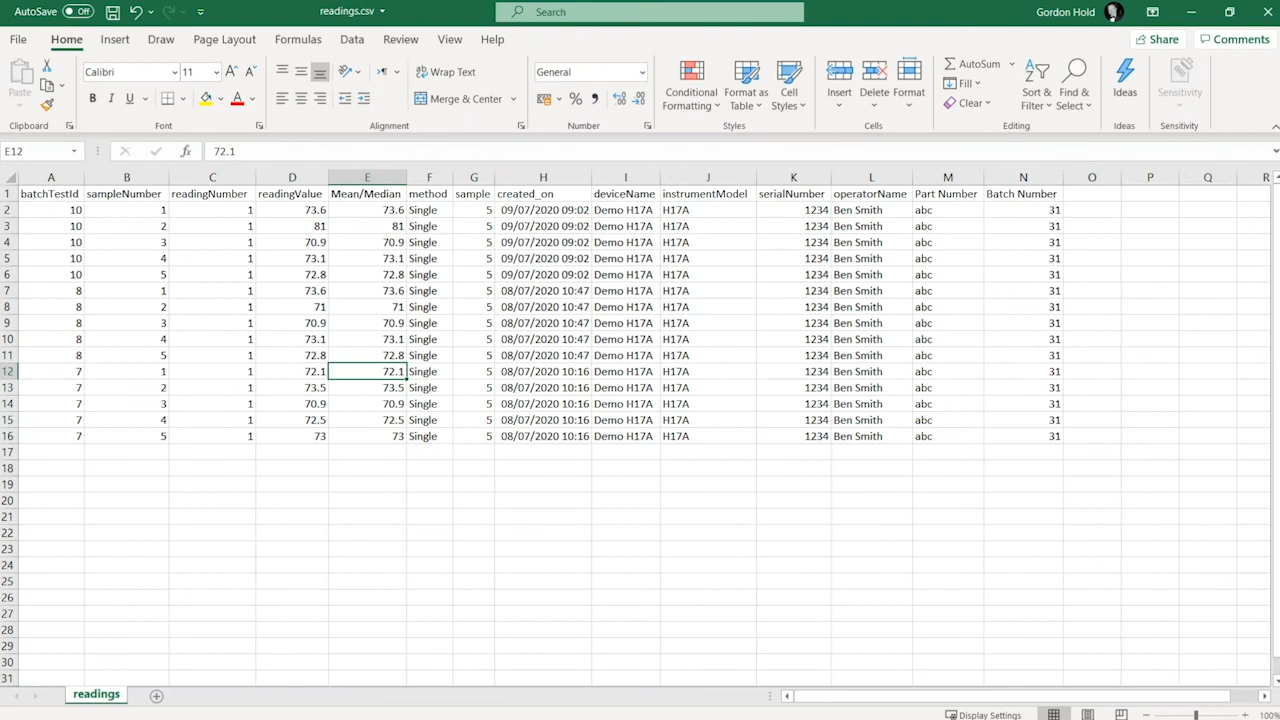 AutoSave Off readings.csv Search Gordon Hold
File Home Insert Draw Page Layout Formulas Data Review View Help Share Comments
Paste Calibri 11 A A Wrap Text General Conditional Formatting Format as Table Cell Styles Insert Delete Format AutoSum Fill Clear Sort & Filter Find & Select Ideas Sensitivity
B I U A Merge & Center % ,
Clipboard Font Alignment Number Styles Cells Editing Ideas Sensitivity
E12 fx 72.1
A B C D E F G H I J K L M N O P Q R
1 batchTestId sampleNumber readingNumber readingValue Mean/Median method sample created_on deviceName instrumentModel serialNumber operatorName Part Number Batch Number
2 10 1 1 73.6 73.6 Single 5 09/07/2020 09:02 Demo H17A H17A 1234 Ben Smith abc 31
3 10 2 1 81 81 Single 5 09/07/2020 09:02 Demo H17A H17A 1234 Ben Smith abc 31
4 10 3 1 70.9 70.9 Single 5 09/07/2020 09:02 Demo H17A H17A 1234 Ben Smith abc 31
5 10 4 1 73.1 73.1 Single 5 09/07/2020 09:02 Demo H17A H17A 1234 Ben Smith abc 31
6 10 5 1 72.8 72.8 Single 5 09/07/2020 09:02 Demo H17A H17A 1234 Ben Smith abc 31
7 8 1 1 73.6 73.6 Single 5 08/07/2020 10:47 Demo H17A H17A 1234 Ben Smith abc 31
8 8 2 1 71 71 Single 5 08/07/2020 10:47 Demo H17A H17A 1234 Ben Smith abc 31
9 8 3 1 70.9 70.9 Single 5 08/07/2020 10:47 Demo H17A H17A 1234 Ben Smith abc 31
10 8 4 1 73.1 73.1 Single 5 08/07/2020 10:47 Demo H17A H17A 1234 Ben Smith abc 31
11 8 5 1 72.8 72.8 Single 5 08/07/2020 10:47 Demo H17A H17A 1234 Ben Smith abc 31
12 7 1 1 72.1 72.1 Single 5 08/07/2020 10:16 Demo H17A H17A 1234 Ben Smith abc 31
13 7 2 1 73.5 73.5 Single 5 08/07/2020 10:16 Demo H17A H17A 1234 Ben Smith abc 31
14 7 3 1 70.9 70.9 Single 5 08/07/2020 10:16 Demo H17A H17A 1234 Ben Smith abc 31
15 7 4 1 72.5 72.5 Single 5 08/07/2020 10:16 Demo H17A H17A 1234 Ben Smith abc 31
16 7 5 1 73 73 Single 5 08/07/2020 10:16 Demo H17A H17A 1234 Ben Smith abc 31
17
18
19
20
21
22
23
24
25
26
27
28
29
30
31
readings
Display Settings 100%